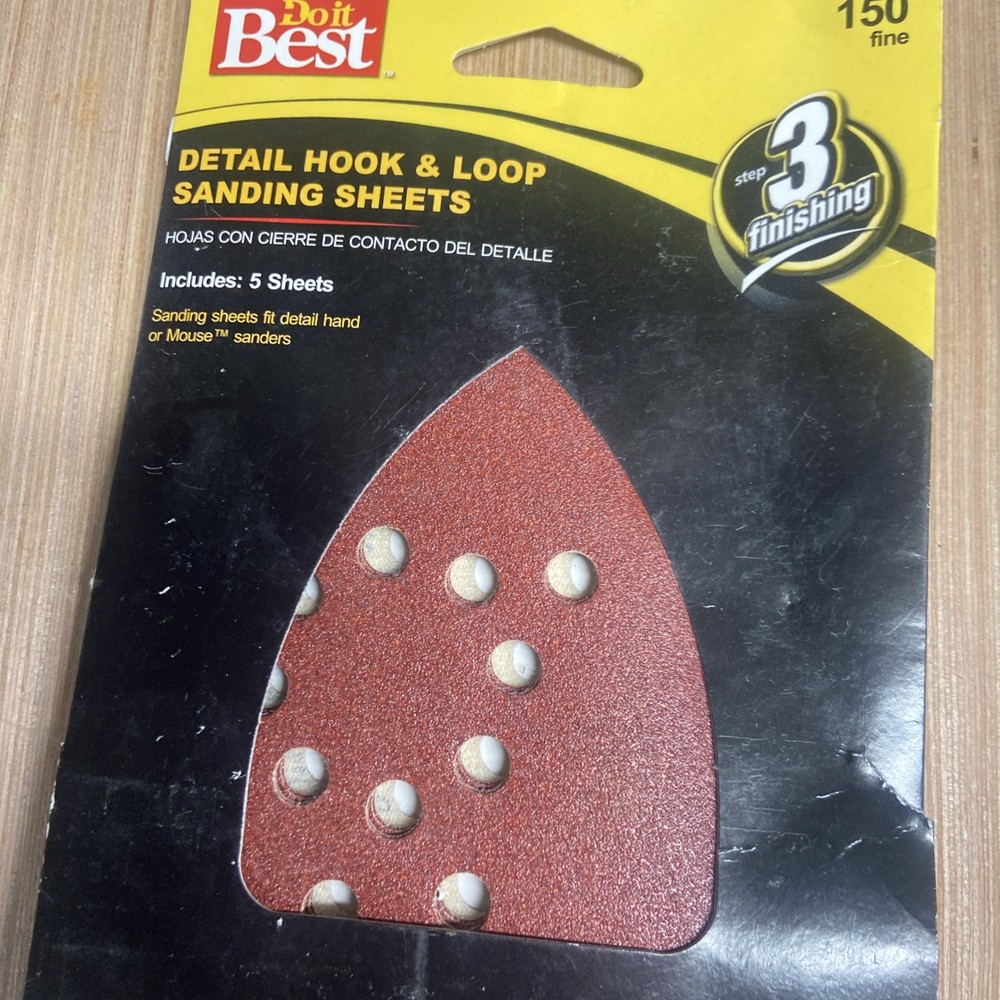 Do it
Best™
150
fine
step 3
finishing
DETAIL HOOK & LOOP
SANDING SHEETS
HOJAS CON CIERRE DE CONTACTO DEL DETALLE
Includes: 5 Sheets
Sanding sheets fit detail hand
or Mouse™ sanders